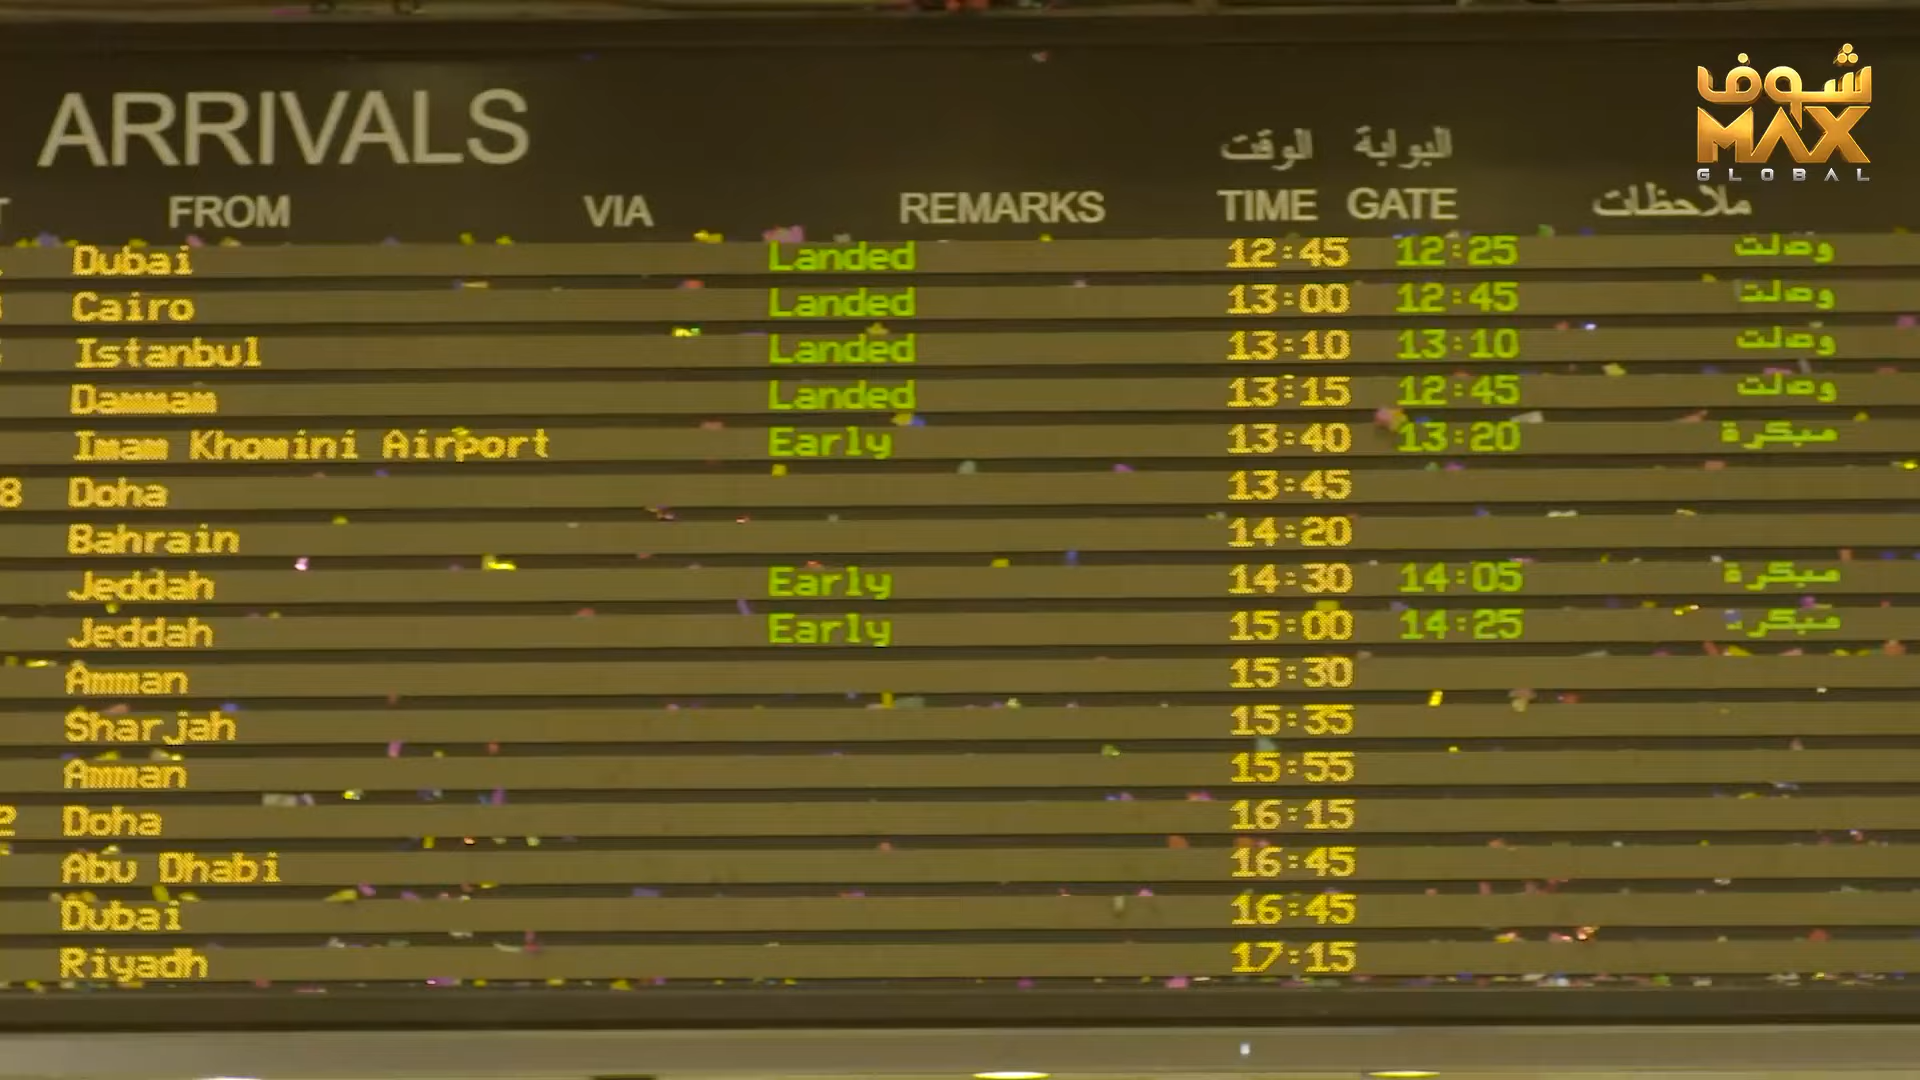 شوف
MAX
GLOBAL
ARRIVALS
الوقت البوابة
FROM VIA REMARKS TIME GATE ملاحظات
Dubai Landed 12:45 12:25 وصلت
Cairo Landed 13:00 12:45 وصلت
Istanbul Landed 13:10 13:10 وصلت
Dammam Landed 13:15 12:45 وصلت
Imam Khomini Airport Early 13:40 13:20 مبكرة
8 Doha 13:45
Bahrain 14:20
Jeddah Early 14:30 14:05 مبكرة
Jeddah Early 15:00 14:25 مبكرة
Amman 15:30
Sharjah 15:35
Amman 15:55
2 Doha 16:15
Abu Dhabi 16:45
Dubai 16:45
Riyadh 17:15